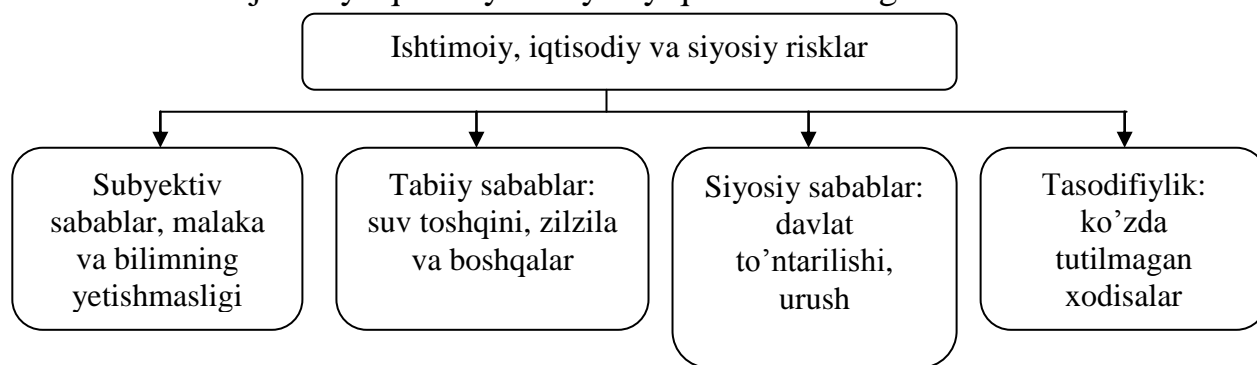 Ishtimoiy, iqtisodiy va siyosiy risklar
Subyektiv
sabablar, malaka
va bilimning
yetishmasligi
Tabiiy sabablar:
suv toshqini, zilzila
va boshqalar
Siyosiy sabablar:
davlat
to’ntarilishi,
urush
Tasodifiylik:
ko’zda
tutilmagan
xodisalar